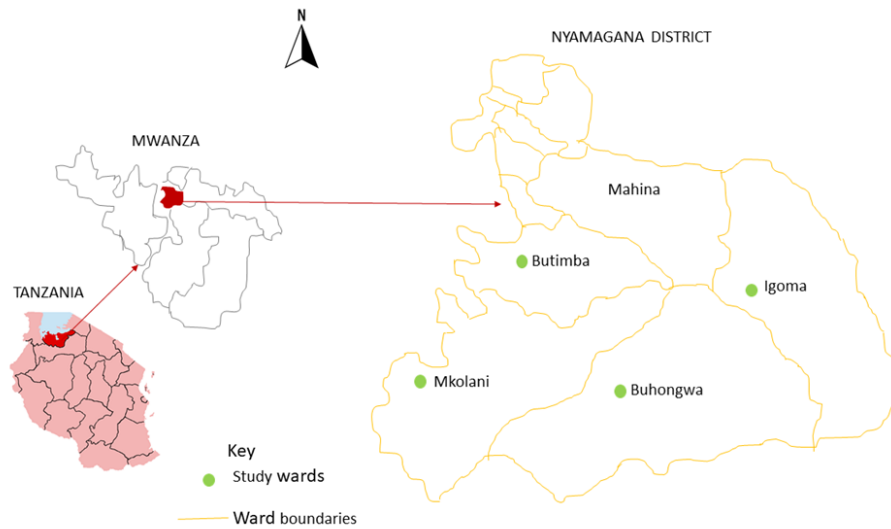 N
NYAMAGANA DISTRICT
MWANZA
Mahina
Butimba
Igoma
TANZANIA
Mkolani
Buhongwa
Key
Study wards
Ward boundaries